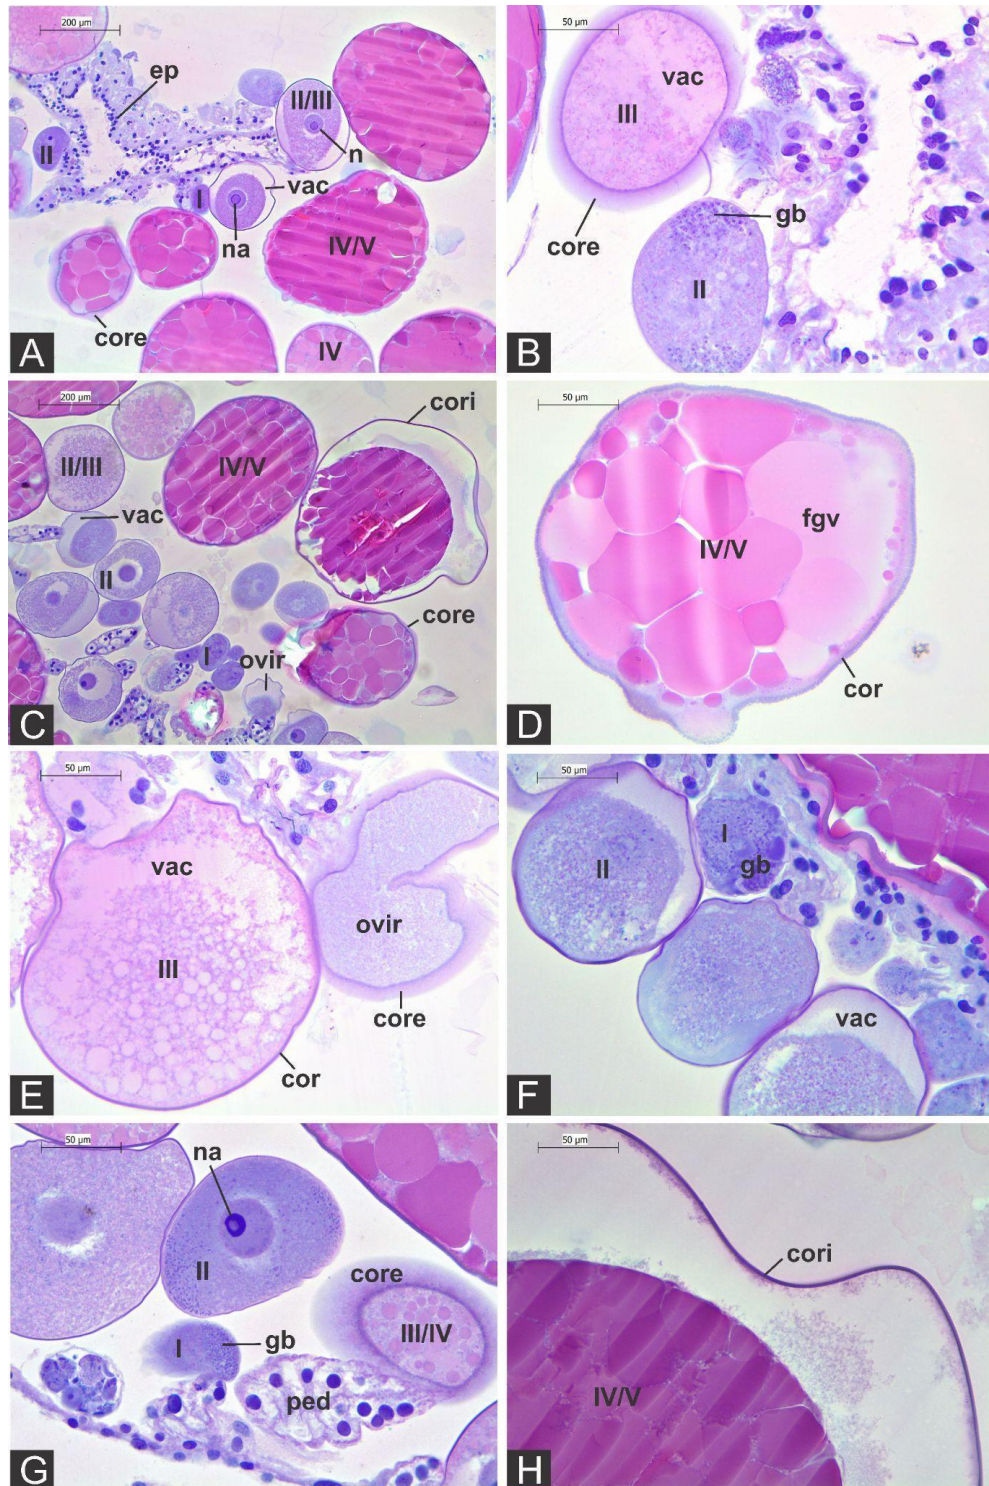 200 µm
ep
II/III
II
n
I
vac
na
IV/V
core
IV
A
50 µm
vac
III
core
gb
II
B
200 µm
cori
II/III
IV/V
vac
II
core
I
ovir
C
50 µm
fgv
IV/V
cor
D
50 µm
vac
ovir
III
core
cor
E
50 µm
I
II
gb
vac
F
50 µm
na
II
core
III/IV
I
gb
ped
G
50 µm
cori
IV/V
H